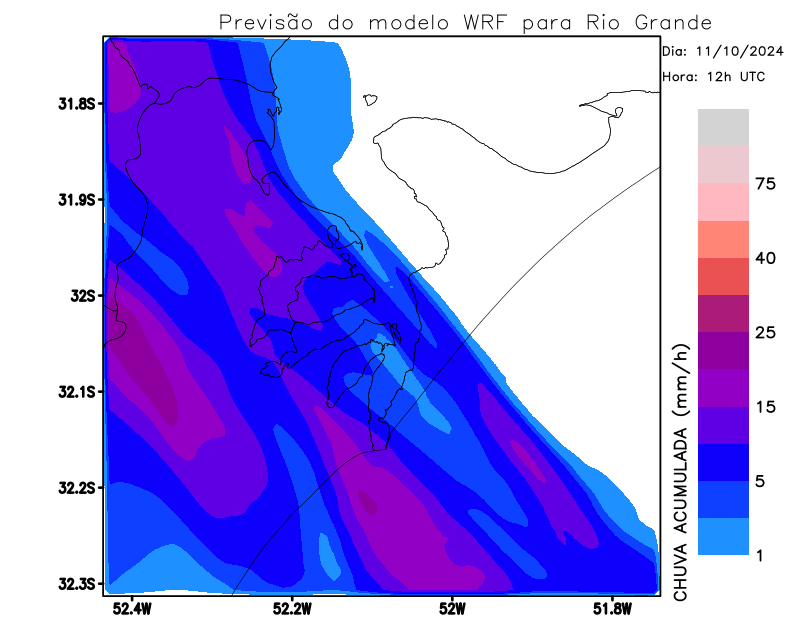 Previsão do modelo WRF para Rio Grande
Dia: 11/10/2024
Hora: 12h UTC
31.8S
31.9S
32S
32.1S
32.2S
32.3S
52.4W
52.2W
52W
51.8W
75
40
25
15
5
1
CHUVA ACUMULADA (mm/h)